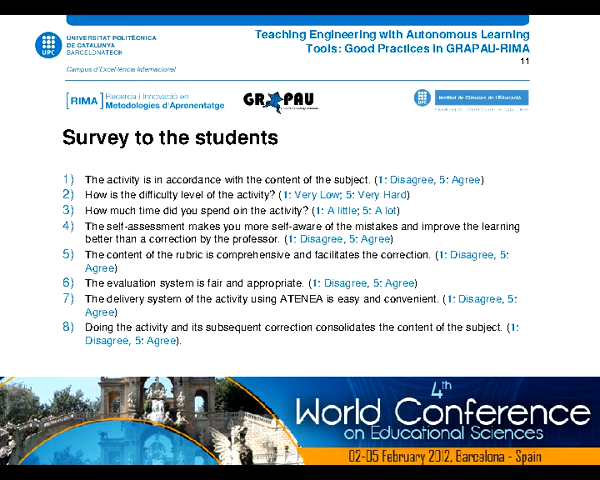 UNIVERSITAT POLITÈCNICA
DE CATALUNYA
BARCELONATECH
UPC
Campus d'Excel·lència Internacional
Teaching Engineering with Autonomous Learning
Tools: Good Practices in GRAPAU-RIMA
11
[RIMA] Recerca i Innovació en
Metodologies d'Aprenentatge
GRAPAU
UPC
Institut de Ciències de l'Educació
Survey to the students
1) The activity is in accordance with the content of the subject. (1: Disagree, 5: Agree)
2) How is the difficulty level of the activity? (1: Very Low; 5: Very Hard)
3) How much time did you spend oin the activity? (1: A little; 5: A lot)
4) The self-assessment makes you more self-aware of the mistakes and improve the learning
better than a correction by the professor. (1: Disagree, 5: Agree)
5) The content of the rubric is comprehensive and facilitates the correction. (1: Disagree, 5:
Agree)
6) The evaluation system is fair and appropriate. (1: Disagree, 5: Agree)
7) The delivery system of the activity using ATENEA is easy and convenient. (1: Disagree, 5:
Agree)
8) Doing the activity and its subsequent correction consolidates the content of the subject. (1:
Disagree, 5: Agree).
4th
World Conference
on Educational Sciences
02-05 February 2012, Barcelona - Spain